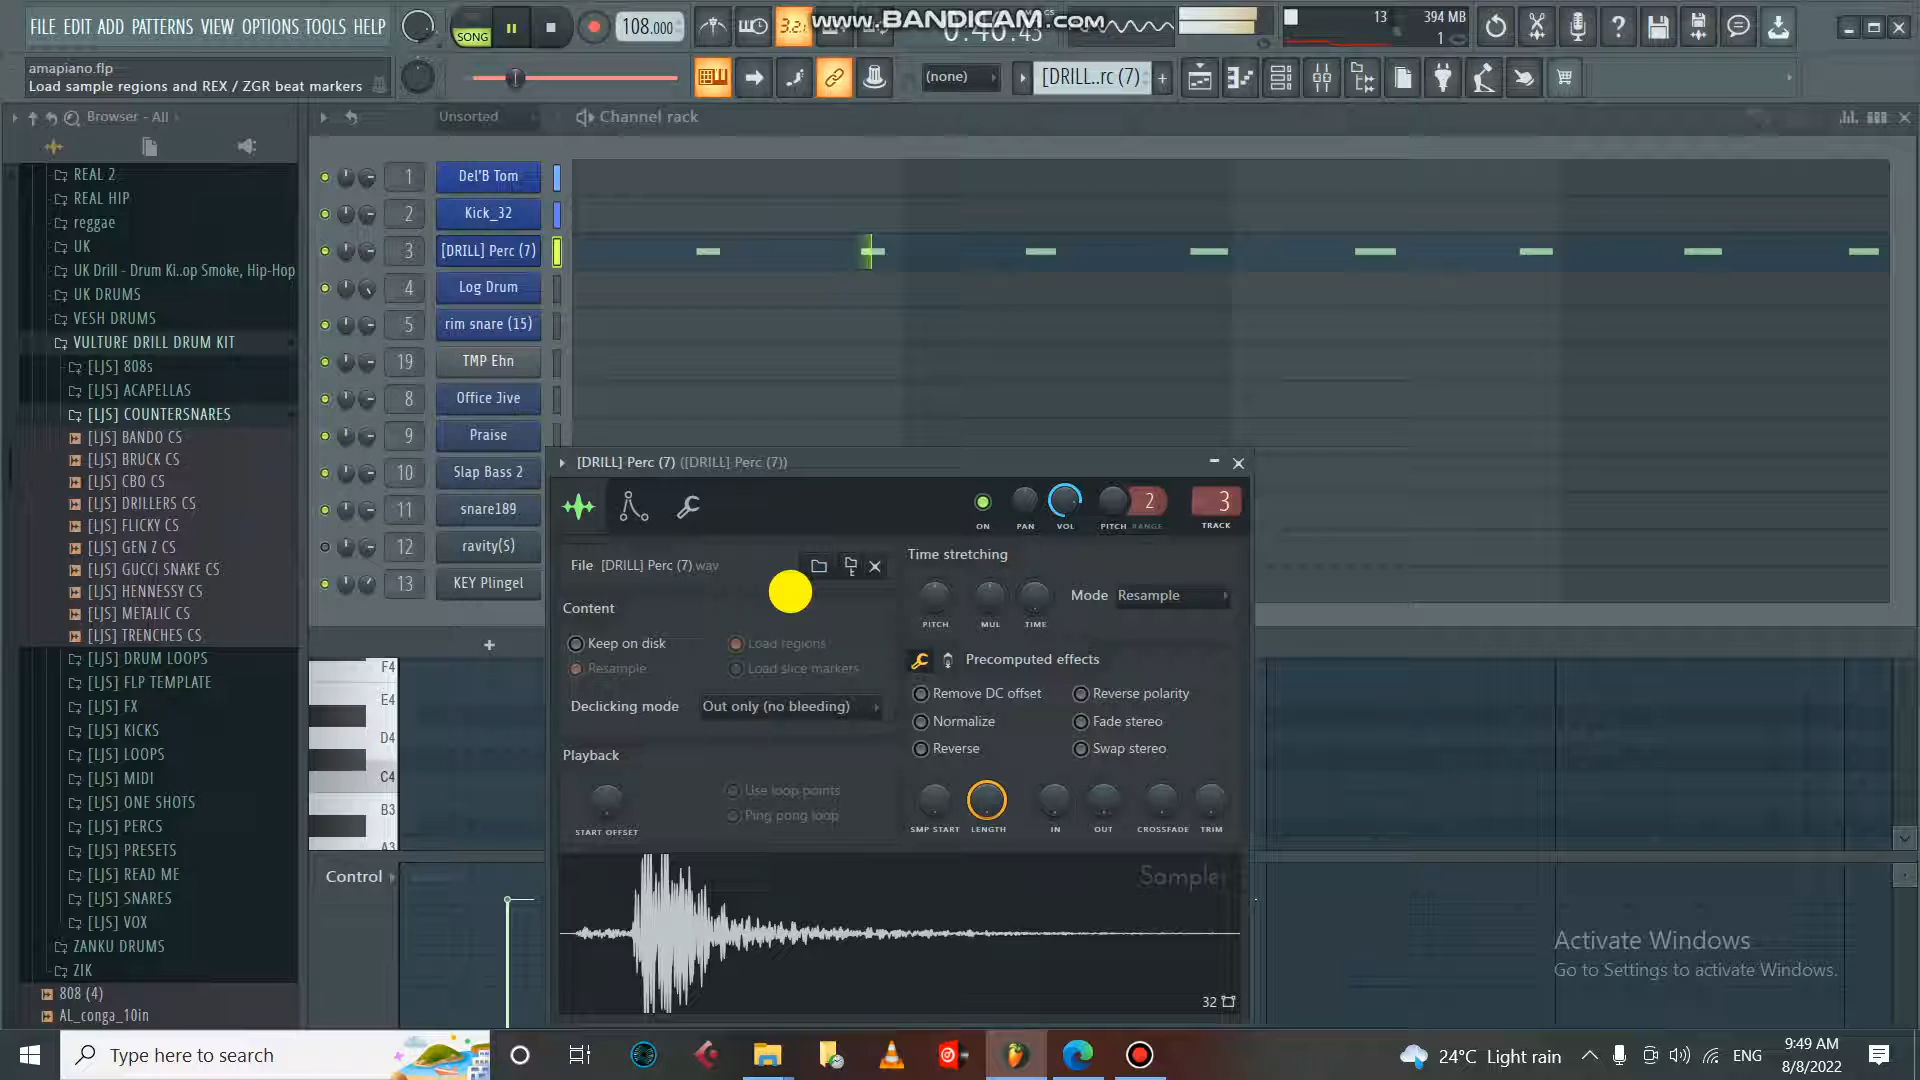 FILE EDIT ADD PATTERNS VIEW OPTIONS TOOLS HELP
SONG
108.000
3.2.1
www.BANDICAM.com
0:46.45
13
394 MB
1
amapiano.flp
Load sample regions and REX / ZGR beat markers
(none)
[DRILL..rc (7)
Browser - All
Unsorted
Channel rack
REAL 2
REAL HIP
reggae
UK
UK Drill - Drum Ki..op Smoke, Hip-Hop
UK DRUMS
VESH DRUMS
VULTURE DRILL DRUM KIT
[LJS] 808s
[LJS] ACAPELLAS
[LJS] COUNTERSNARES
[LJS] BANDO CS
[LJS] BRUCK CS
[LJS] CBO CS
[LJS] DRILLERS CS
[LJS] FLICKY CS
[LJS] GEN Z CS
[LJS] GUCCI SNAKE CS
[LJS] HENNESSY CS
[LJS] METALIC CS
[LJS] TRENCHES CS
[LJS] DRUM LOOPS
[LJS] FLP TEMPLATE
[LJS] FX
[LJS] KICKS
[LJS] LOOPS
[LJS] MIDI
[LJS] ONE SHOTS
[LJS] PERCS
[LJS] PRESETS
[LJS] READ ME
[LJS] SNARES
[LJS] VOX
ZANKU DRUMS
ZIK
808 (4)
AL_conga_10in
1 Del'B Tom
2 Kick_32
3 [DRILL] Perc (7)
4 Log Drum
5 rim snare (15)
19 TMP Ehn
8 Office Jive
9 Praise
10 Slap Bass 2
11 snare189
12 ravity(S)
13 KEY Plingel
F4
E4
D4
C4
B3
A3
Control
[DRILL] Perc (7) ([DRILL] Perc (7))
ON
PAN
VOL
PITCH
RANGE
2
3
TRACK
File [DRILL] Perc (7).wav
Content
Keep on disk
Load regions
Resample
Load slice markers
Declicking mode
Out only (no bleeding)
Playback
START OFFSET
Use loop points
Ping pong loop
Time stretching
PITCH
MUL
TIME
Mode Resample
Precomputed effects
Remove DC offset
Reverse polarity
Normalize
Fade stereo
Reverse
Swap stereo
SMP START
LENGTH
IN
OUT
CROSSFADE
TRIM
Sampler
32
Activate Windows
Go to Settings to activate Windows.
Type here to search
24°C Light rain
ENG
9:49 AM
8/8/2022